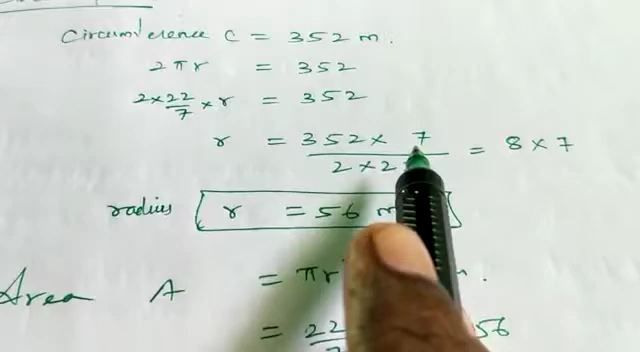 Circumference C = 352 m.
2πr = 352
2 × 22/7 × r = 352
r = 352 × 7 / 2 × 2 = 8 × 7
radius r = 56 m
Area A = πr
= 22/7 56